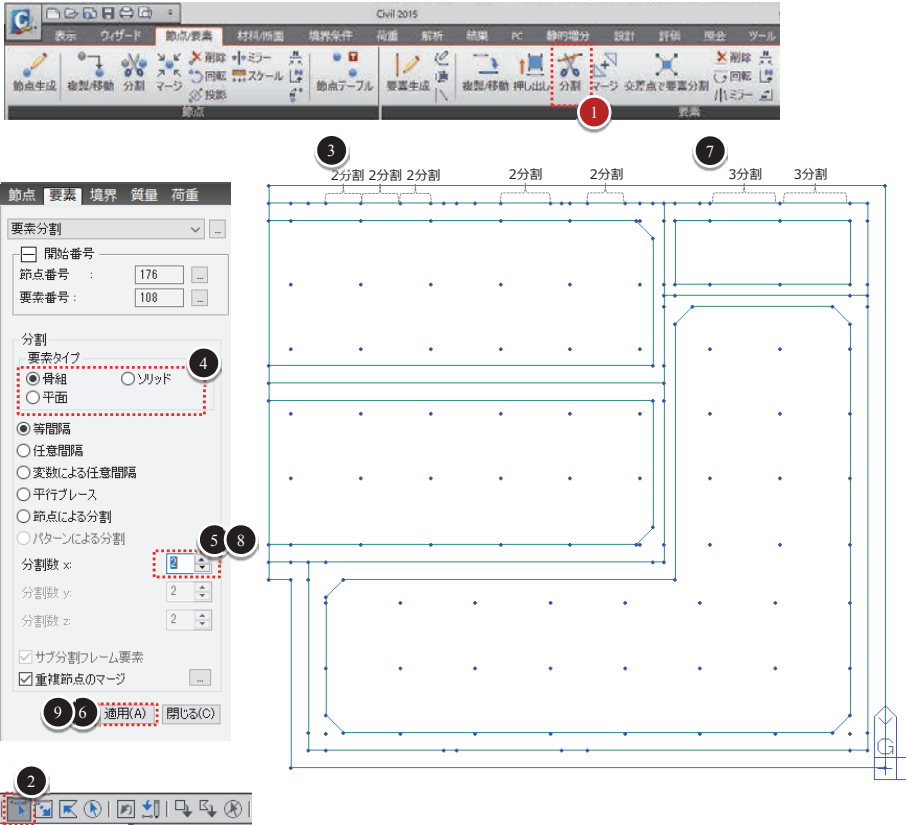 Civil 2015
表示 ウィザード 節点/要素 材料/断面 境界条件 荷重 解析 結果 PC 静的増分 設計 評価 照会 ツール
節点生成 複製/移動 分割 マージ 削除 回転 投影 ミラー スケール 節点テーブル 要素生成 複製/移動 押し出し 分割 マージ 交差点で要素分割 削除 回転 ミラー
節点 要素
1
3 7
2分割 2分割 2分割 2分割 2分割 3分割 3分割
節点 要素 境界 質量 荷重
要素分割 ...
開始番号
節点番号 : 176 ...
要素番号 : 108 ...
分割
要素タイプ
4
骨組 ソリッド
平面
等間隔
任意間隔
変数による任意間隔
平行ブレース
節点による分割
パターンによる分割
5 8
分割数 x: 2
分割数 y: 2
分割数 z: 2
サブ分割フレーム要素
重複節点のマージ ...
9 6 適用(A) 閉じる(C)
G
2